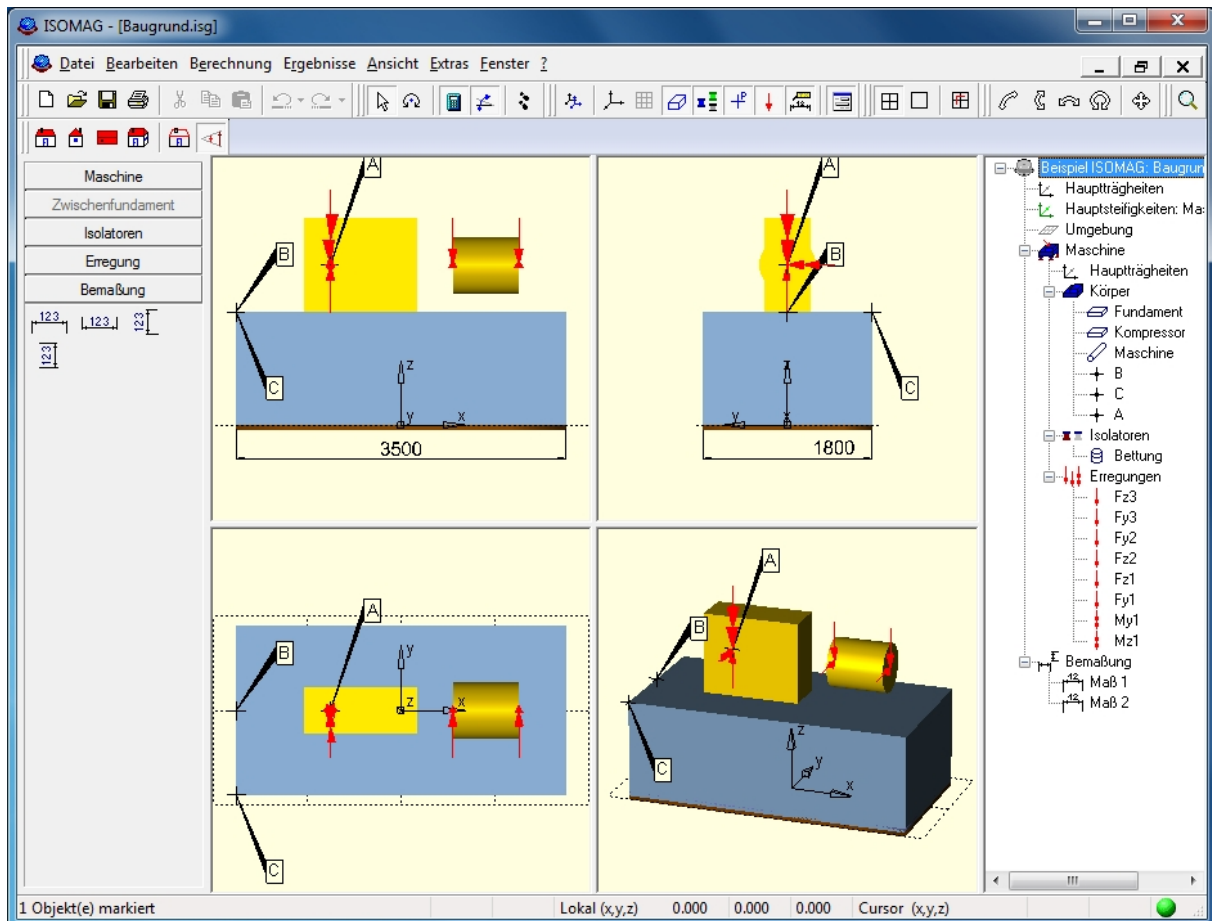 ISOMAG - [Baugrund.isg]
Datei Bearbeiten Berechnung Ergebnisse Ansicht Extras Fenster ?
Maschine
Zwischenfundament
Isolatoren
Erregung
Bemaßung
123 123 123
123
A
B
C
z
y x
3500
A
B
C
z
y x
1800
A
B
C
y
z x
A
B
C
z
y
x
Beispiel ISOMAG: Baugrun
Hauptträgheiten
Hauptsteifigkeiten: Ma:
Umgebung
Maschine
Hauptträgheiten
Körper
Fundament
Kompressor
Maschine
B
C
A
Isolatoren
Bettung
Erregungen
Fz3
Fy3
Fy2
Fz2
Fz1
Fy1
My1
Mz1
Bemaßung
Maß 1
Maß 2
1 Objekt(e) markiert Lokal (x,y,z) 0.000 0.000 0.000 Cursor (x,y,z)